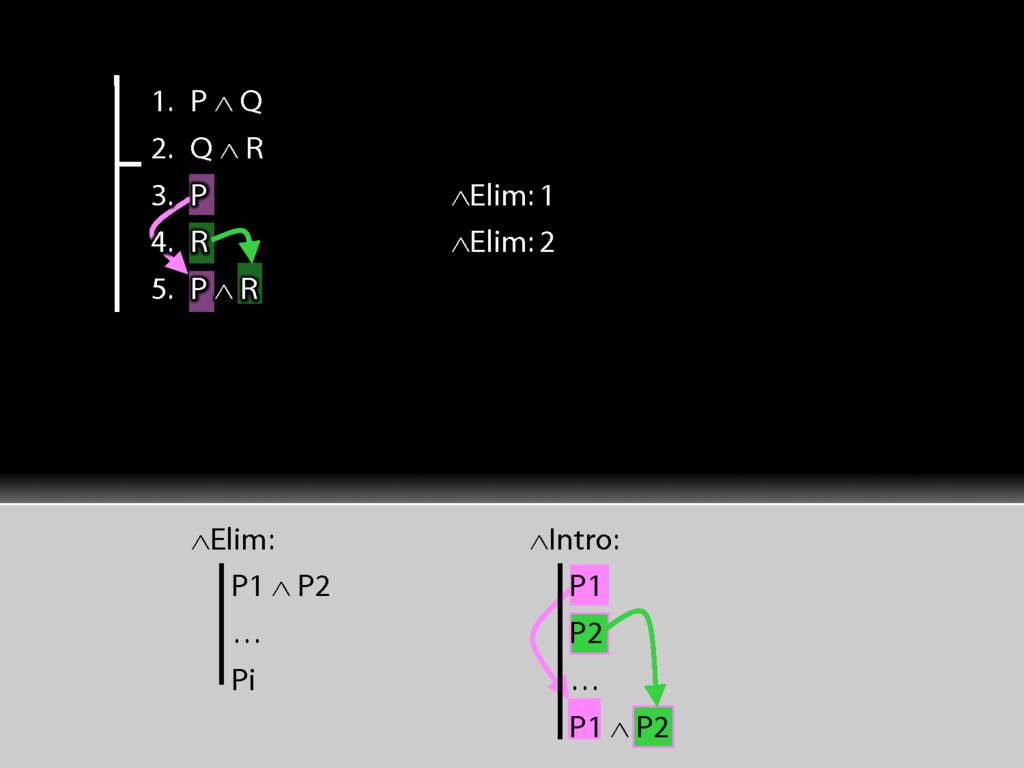 1. P ∧ Q
2. Q ∧ R
3. P ∧Elim: 1
4. R ∧Elim: 2
5. P ∧ R
∧Elim:
P1 ∧ P2
...
Pi
∧Intro:
P1
P2
...
P1 ∧ P2